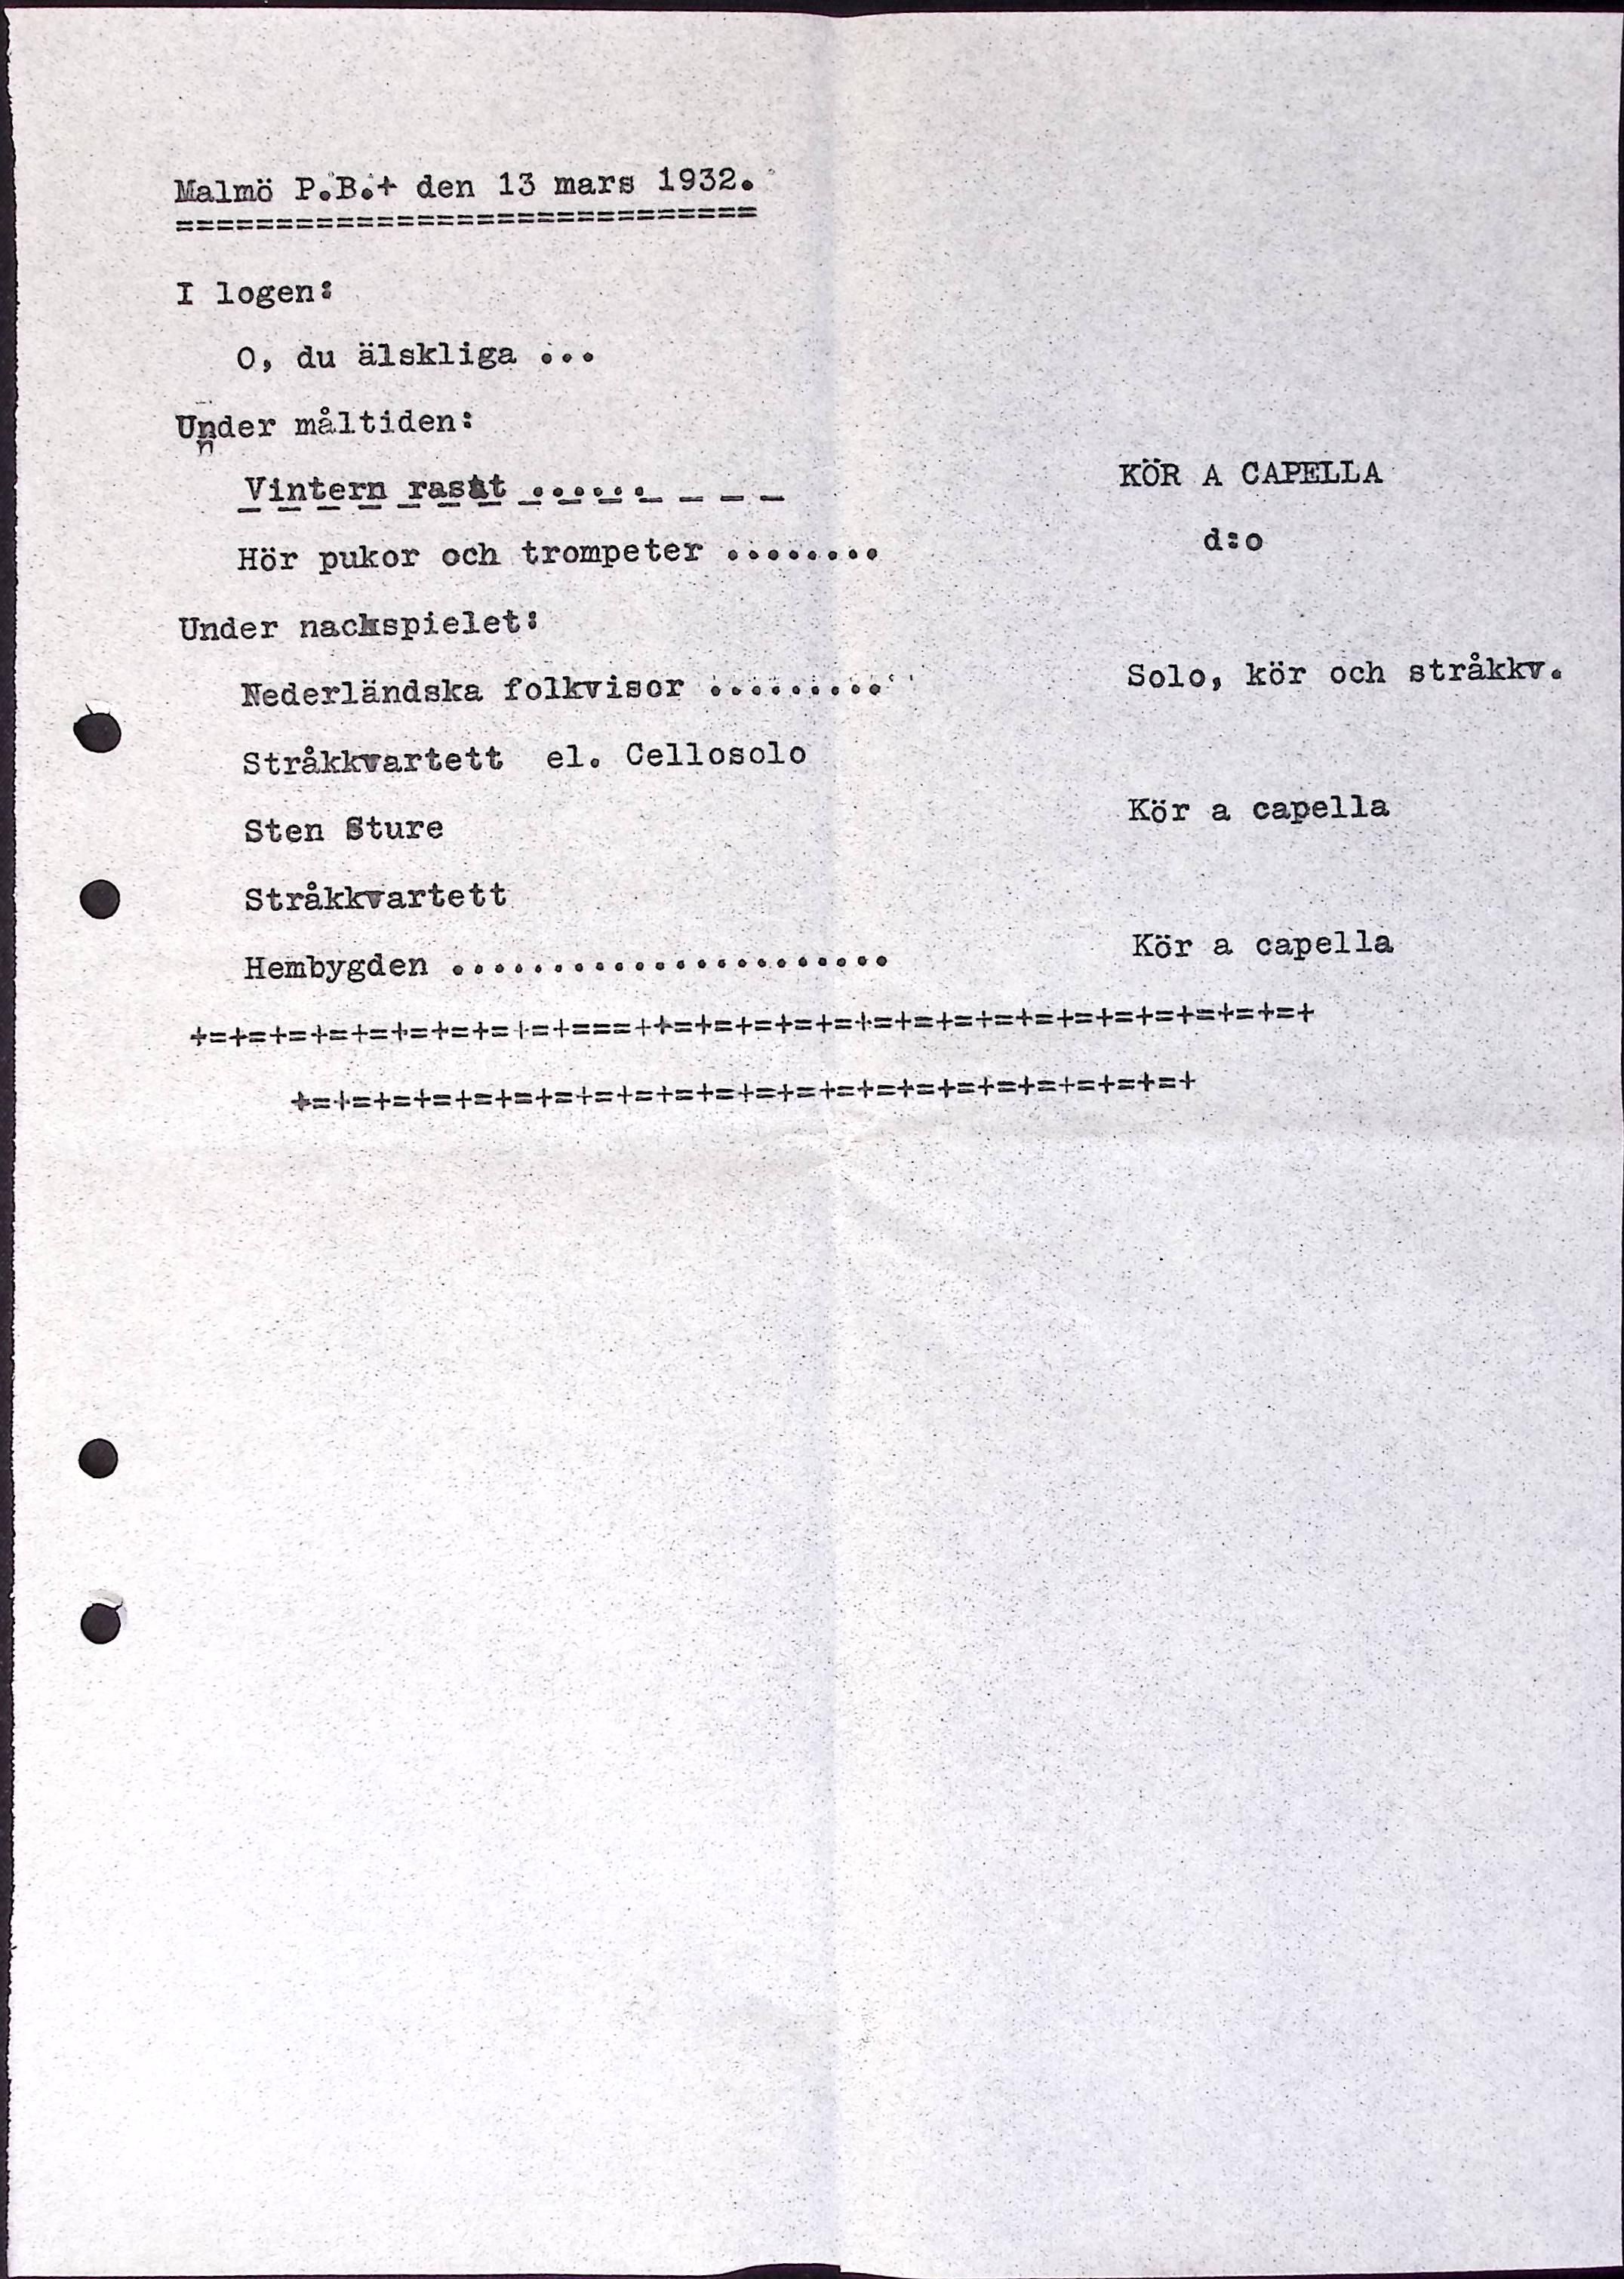 Malmö P.B.+ den 13 mars 1932.
=============================
I logen:
O, du älskliga ...
Under måltiden:
Vintern rasat ...... KÖR A CAPELLA
Hör pukor och trompeter ........ d:o
Under nackspielet:
Nederländska folkvisor ......... Solo, kör och stråkkv.
Stråkkvartett el. Cellosolo
Sten Sture Kör a capella
Stråkkvartett
Hembygden ...................... Kör a capella
+=+=+=+=+=+=+=+=+=+===++=+=+=+=+=+=+=+=+=+=+=+=+=+=+=+=+
+=+=+=+=+=+=+=+=+=+=+=+=+=+=+=+=+=+=+=+=+=+=+